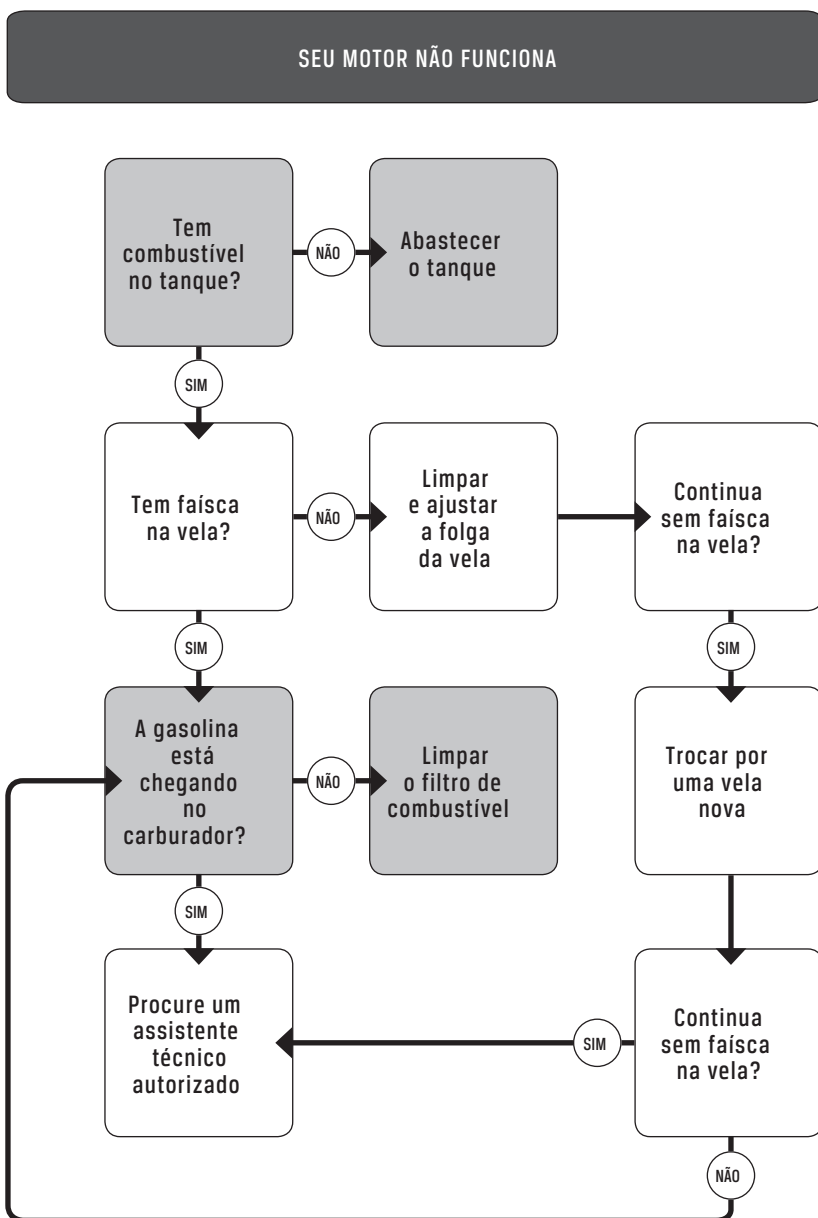 SEU MOTOR NÃO FUNCIONA
Tem
combustível
no tanque?
NÃO
Abastecer
o tanque
SIM
Tem faísca
na vela?
NÃO
Limpar
e ajustar
a folga
da vela
Continua
sem faísca
na vela?
SIM
SIM
A gasolina
está
chegando
no
carburador?
NÃO
Limpar
o filtro de
combustível
Trocar por
uma vela
nova
SIM
Procure um
assistente
técnico
autorizado
SIM
Continua
sem faísca
na vela?
NÃO